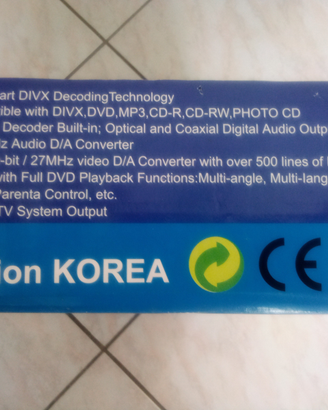 art DIVX DecodingTechnology
ible with DIVX,DVD,MP3,CD-R,CD-RW,PHOTO CD
Decoder Built-in; Optical and Coaxial Digital Audio Outp
lz Audio D/A Converter
-bit / 27MHz video D/A Converter with over 500 lines of
with Full DVD Playback Functions:Multi-angle, Multi-lang
Parenta Control, etc.
TV System Output
ion KOREA CE